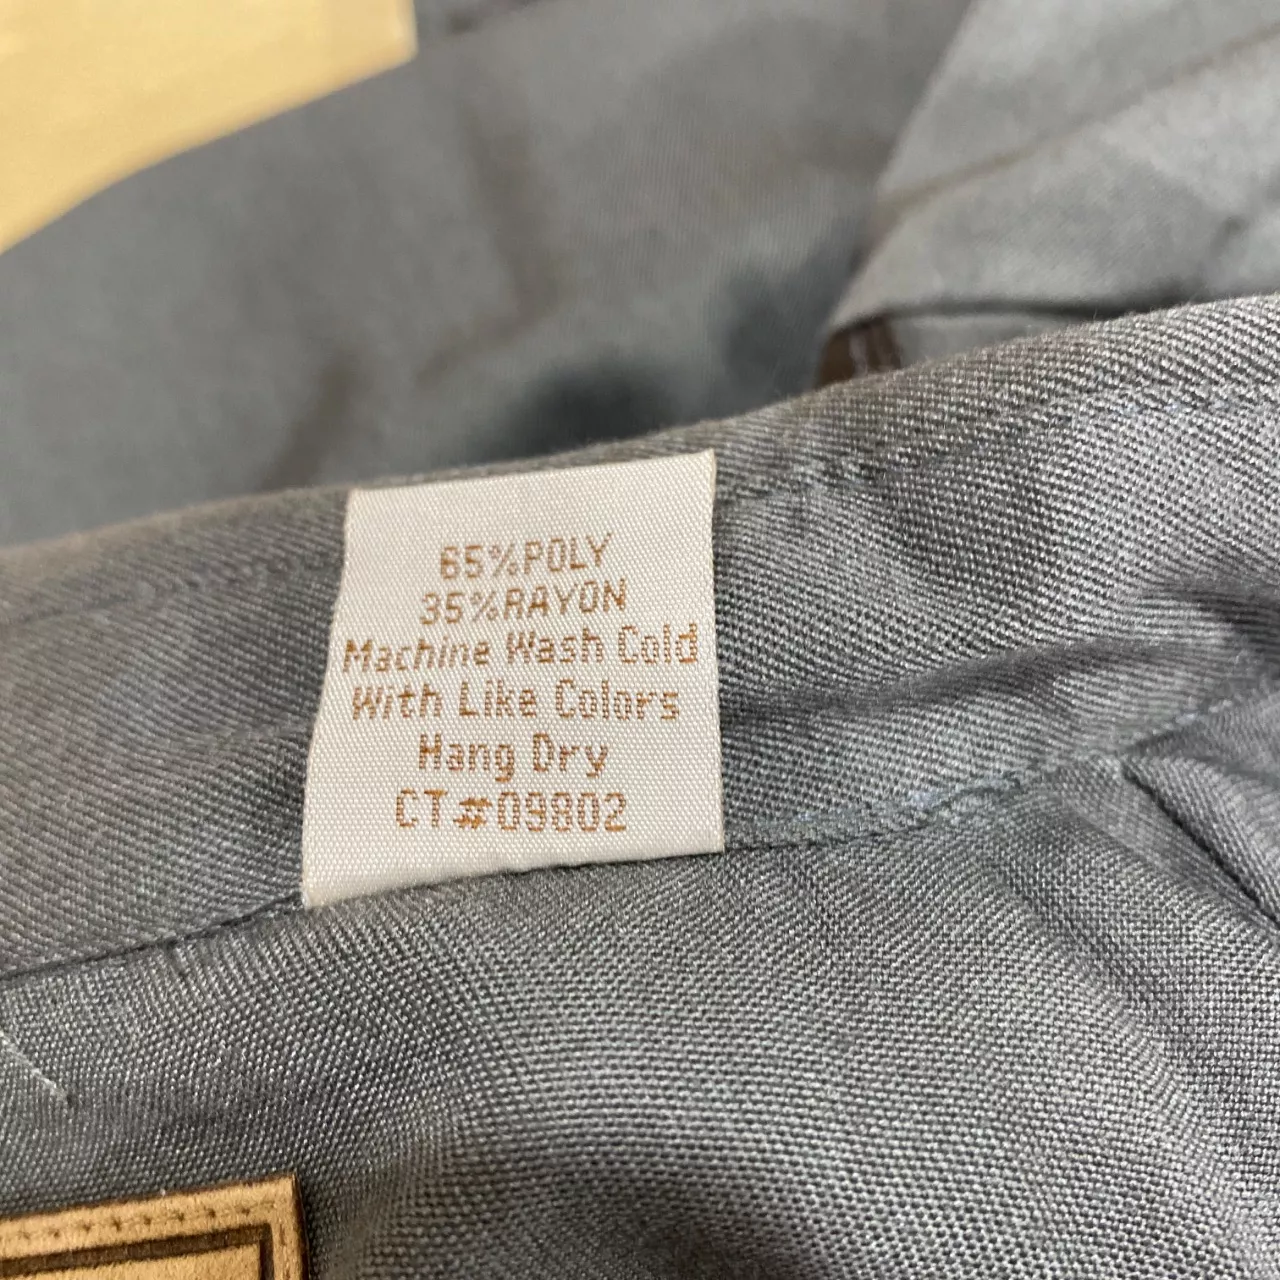 65%POLY
35%RAYON
Machine Wash Cold
With Like Colors
Hang Dry
CT#09802